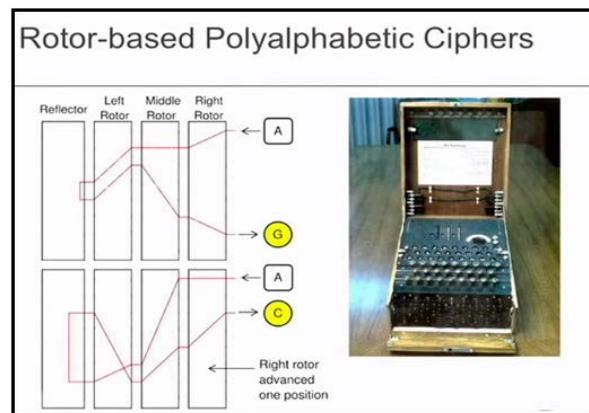 Rotor-based Polyalphabetic Ciphers
Reflector
Left
Rotor
Middle
Rotor
Right
Rotor
A
G
A
C
Right rotor
advanced
one position